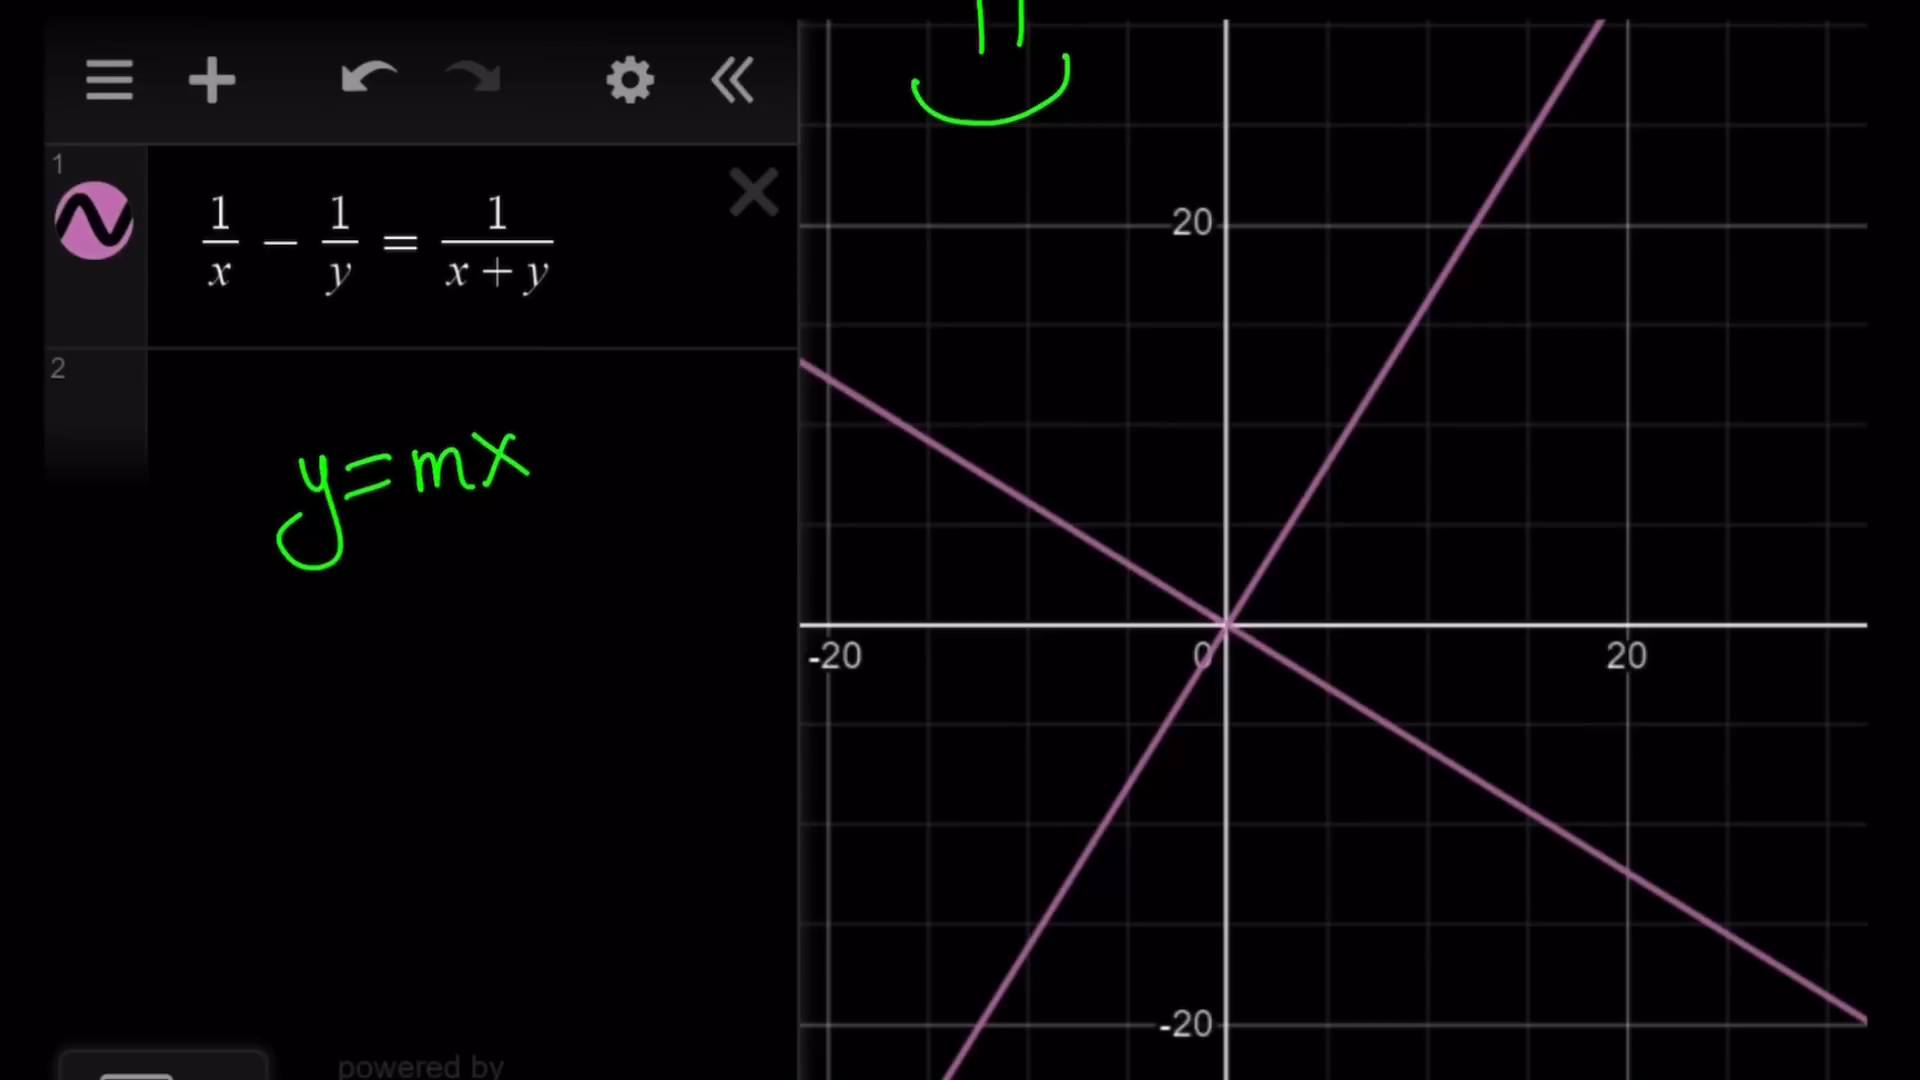 1
1/x − 1/y = 1/(x + y)
2
y = mx
20
-20
0
20
-20
powered by